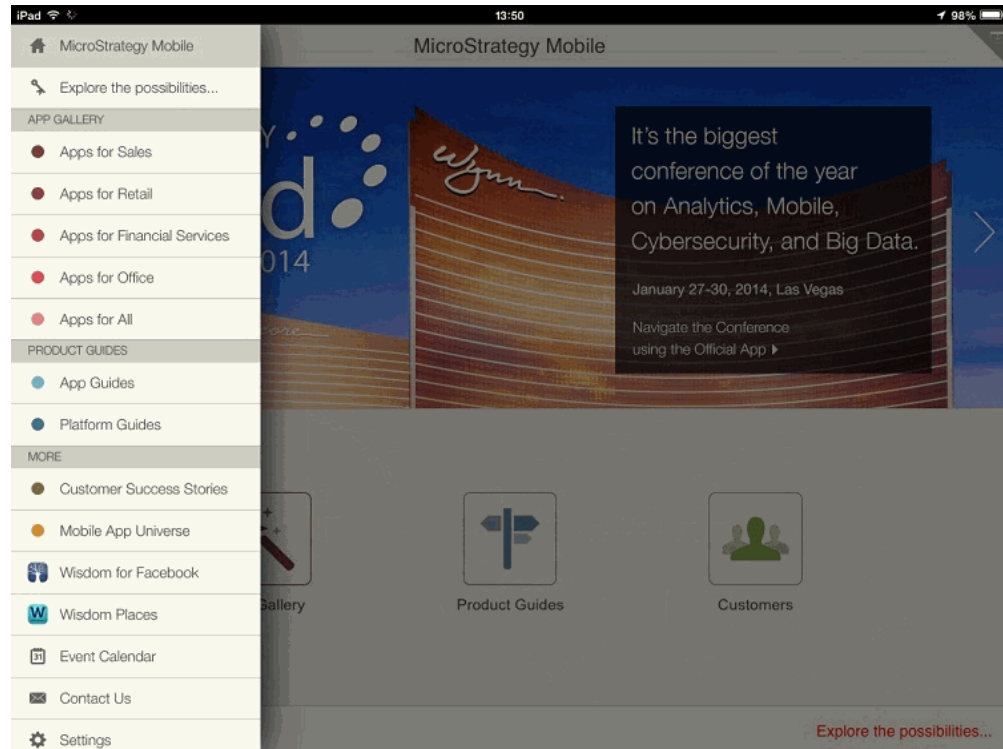 iPad
13:50
98%
MicroStrategy Mobile
Explore the possibilities...
APP GALLERY
Apps for Sales
Apps for Retail
Apps for Financial Services
Apps for Office
Apps for All
PRODUCT GUIDES
App Guides
Platform Guides
MORE
Customer Success Stories
Mobile App Universe
Wisdom for Facebook
W
Wisdom Places
31
Event Calendar
Contact Us
Settings
MicroStrategy Mobile
Y
d
014
Wynn
It's the biggest
conference of the year
on Analytics, Mobile,
Cybersecurity, and Big Data.
January 27-30, 2014, Las Vegas
Navigate the Conference
using the Official App
Gallery
Product Guides
Customers
Explore the possibilities...